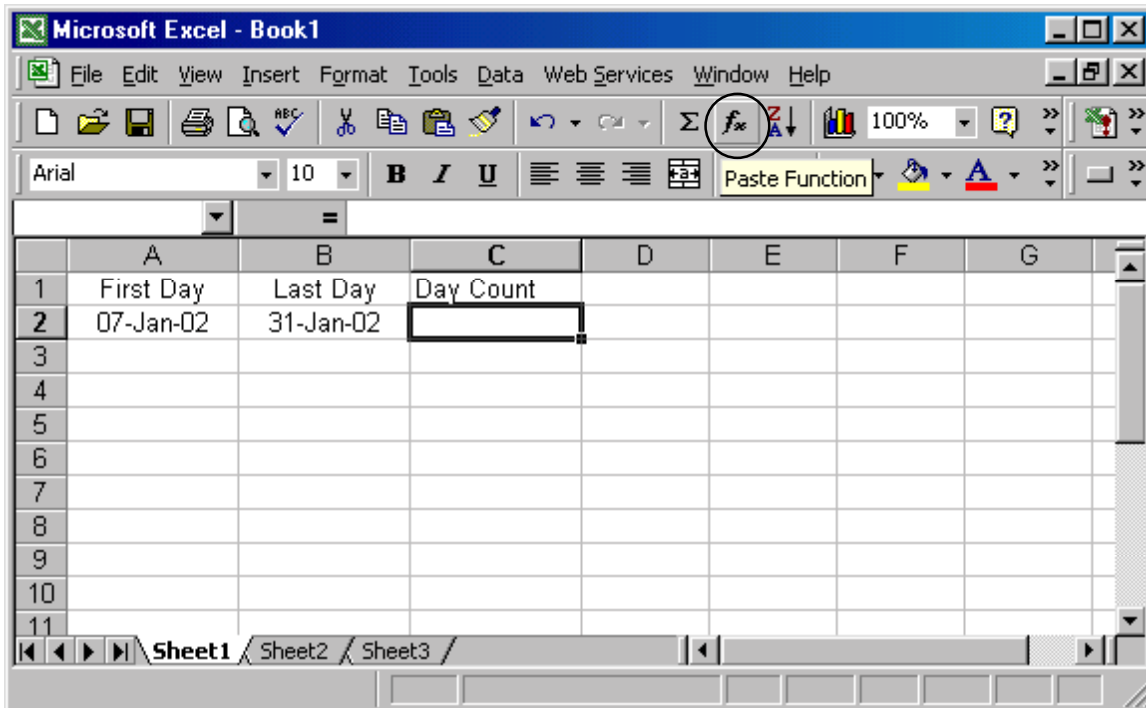 Microsoft Excel - Book1
File Edit View Insert Format Tools Data Web Services Window Help
ABC Σ fx Z A 100% ?
Arial 10 B I U a A
Paste Function
=
A B C D E F G
1 First Day Last Day Day Count
2 07-Jan-02 31-Jan-02
3
4
5
6
7
8
9
10
11
Sheet1 Sheet2 Sheet3